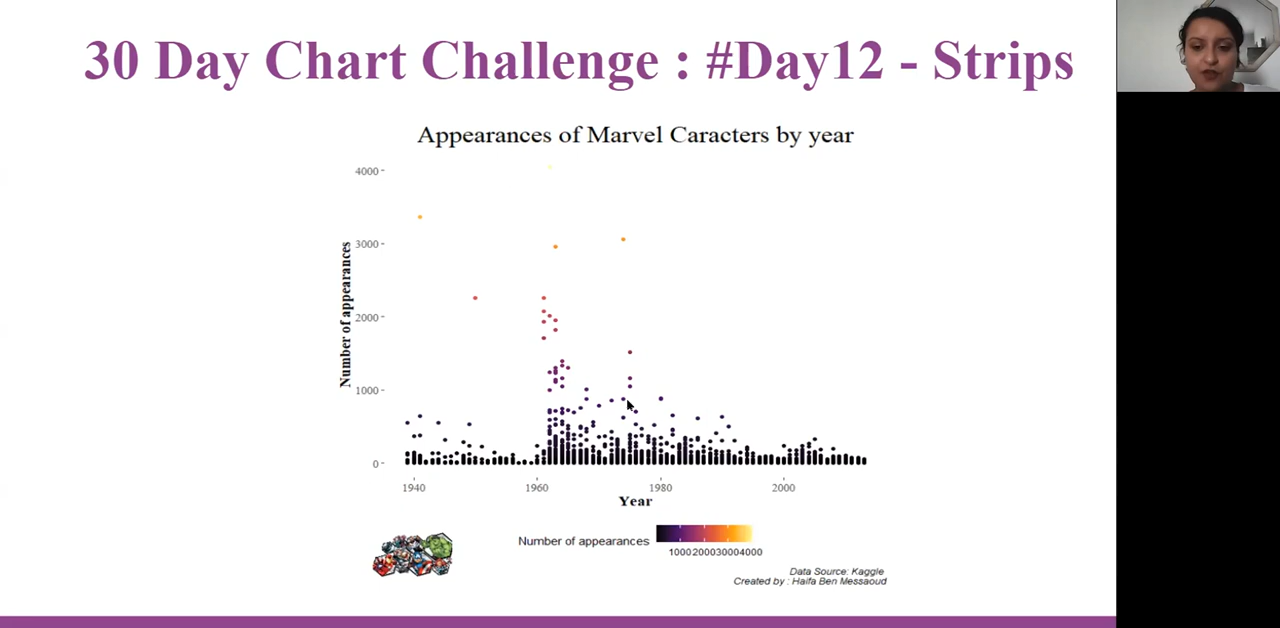 30 Day Chart Challenge : #Day12 - Strips
Appearances of Marvel Caracters by year
4000
3000
2000
1000
0
Number of appearances
1940 1960 1980 2000
Year
Number of appearances
1000200030004000
Data Source: Kaggle
Created by : Haifa Ben Messaoud